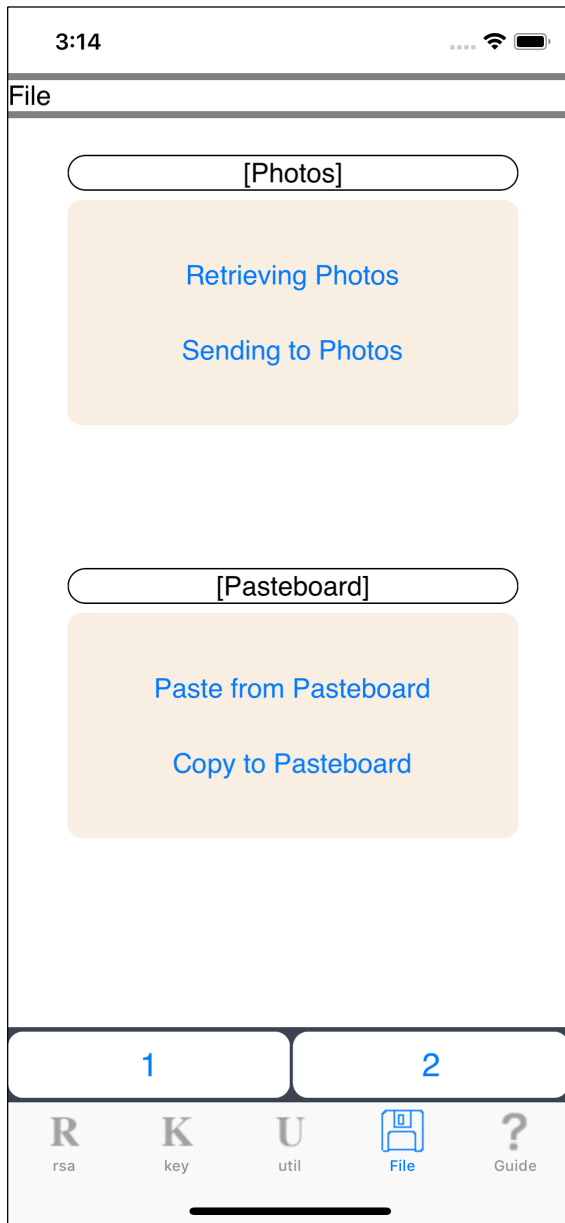 3:14
File
[Photos]
Retrieving Photos
Sending to Photos
[Pasteboard]
Paste from Pasteboard
Copy to Pasteboard
1 2
R K U ?
rsa key util File Guide